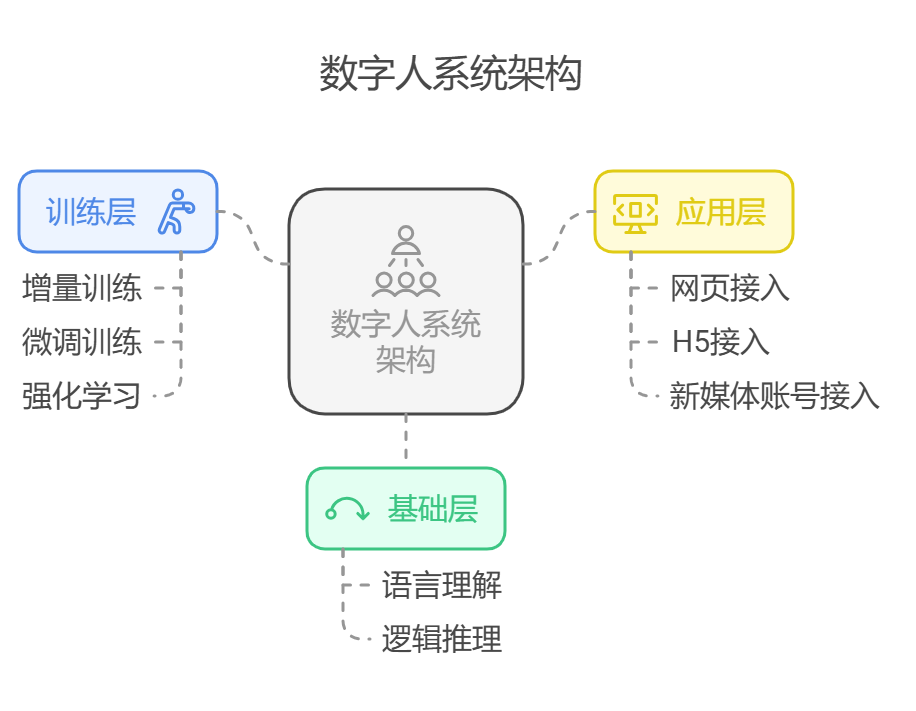 数字人系统架构
训练层
增量训练
微调训练
强化学习
数字人系统
架构
应用层
网页接入
H5接入
新媒体账号接入
基础层
语言理解
逻辑推理